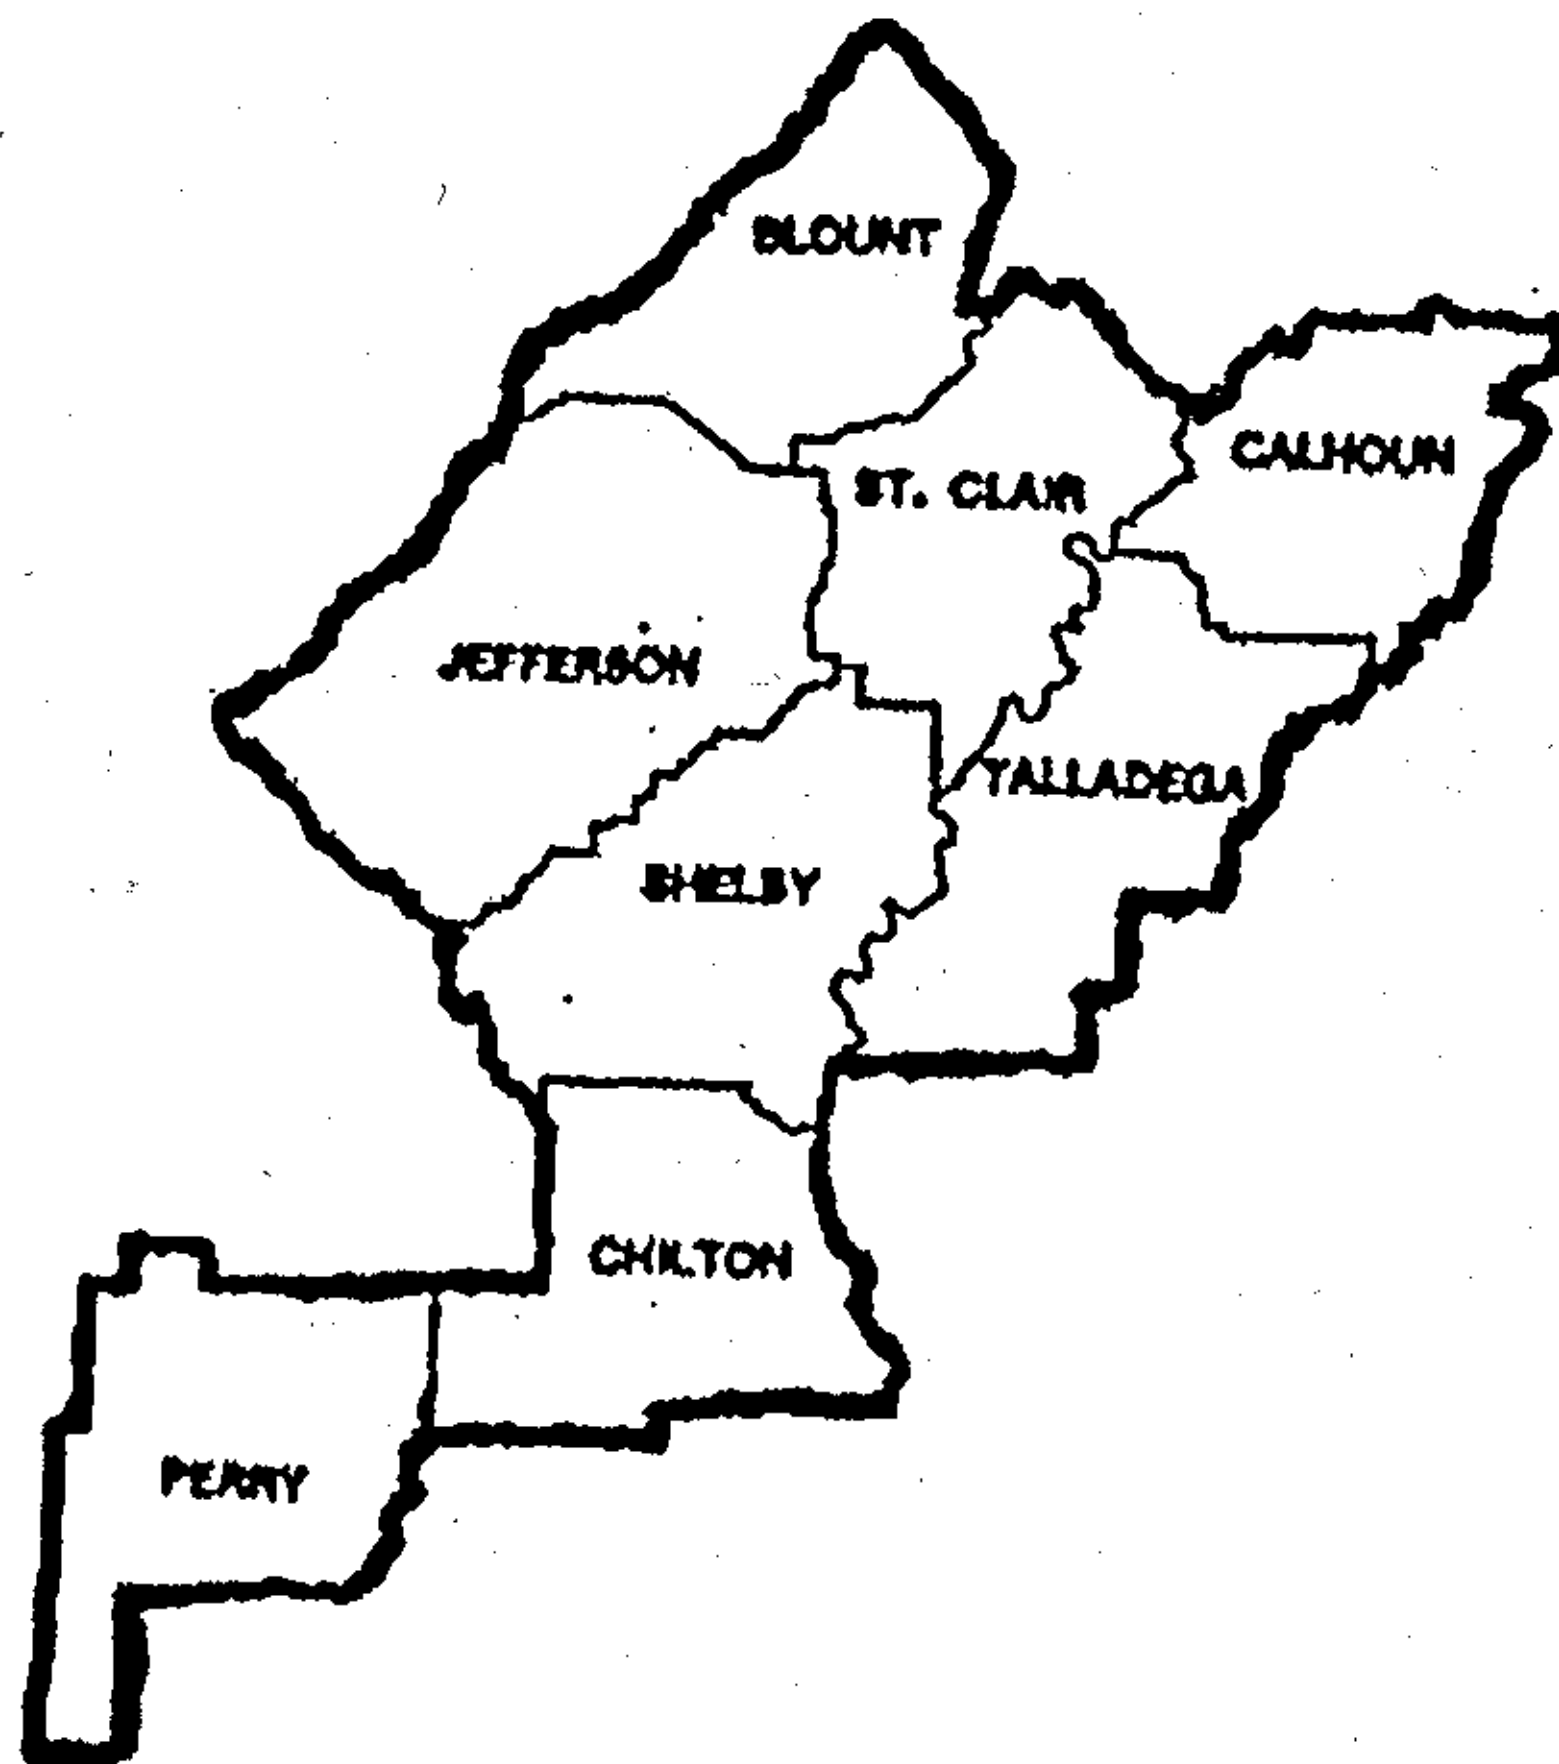 BLOUNT
CALHOUN
ST. CLAIR
JEFFERSON
TALLADEGA
SHELBY
CHILTON
PERRY